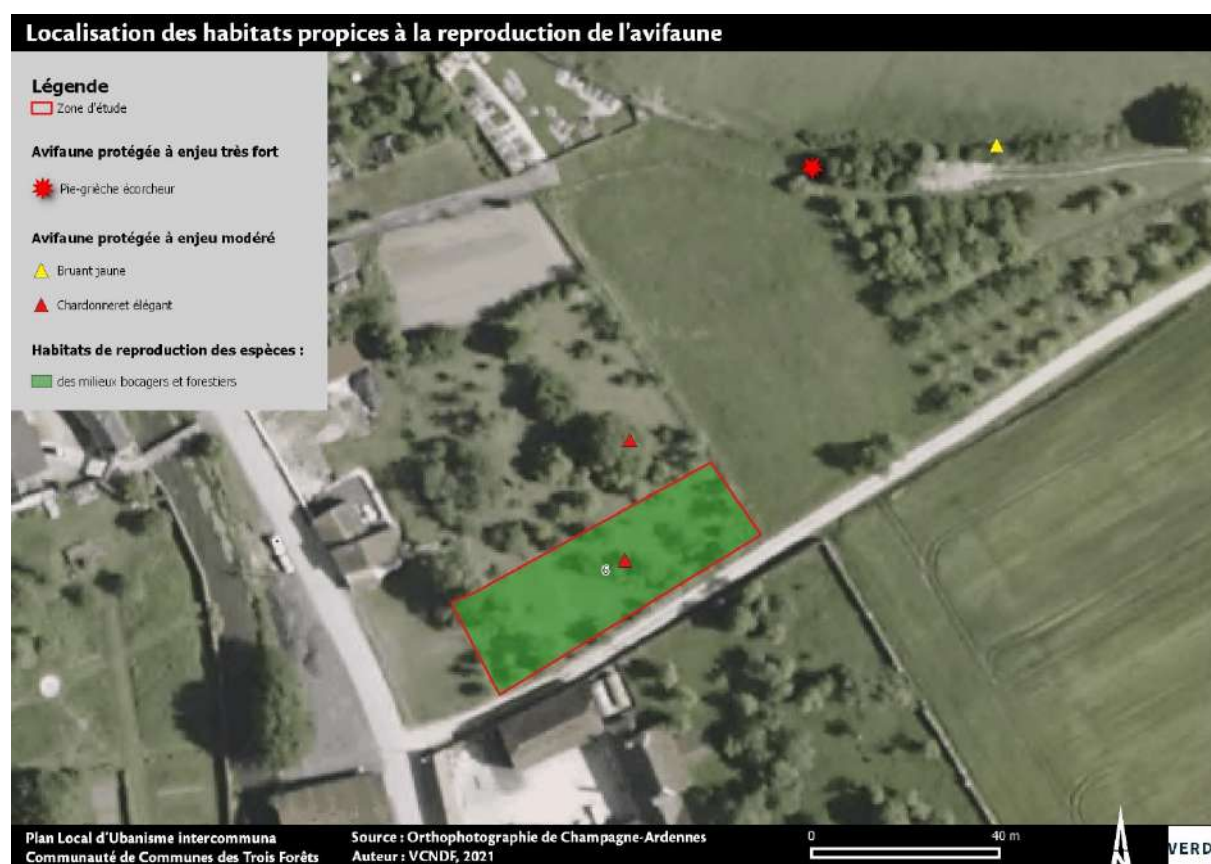 Localisation des habitats propices à la reproduction de l'avifaune
Légende
Zone d'étude
Avifaune protégée à enjeu très fort
Pie-grièche écorcheur
Avifaune protégée à enjeu modéré
Bruant jaune
Chardonneret élégant
Habitats de reproduction des espèces :
des milieux bocagers et forestiers
6
Plan Local d'Ubanisme intercommuna
Communauté de Communes des Trois Forêts
Source : Orthophotographie de Champagne-Ardennes
Auteur : VCNDF, 2021
0 40 m
VERD